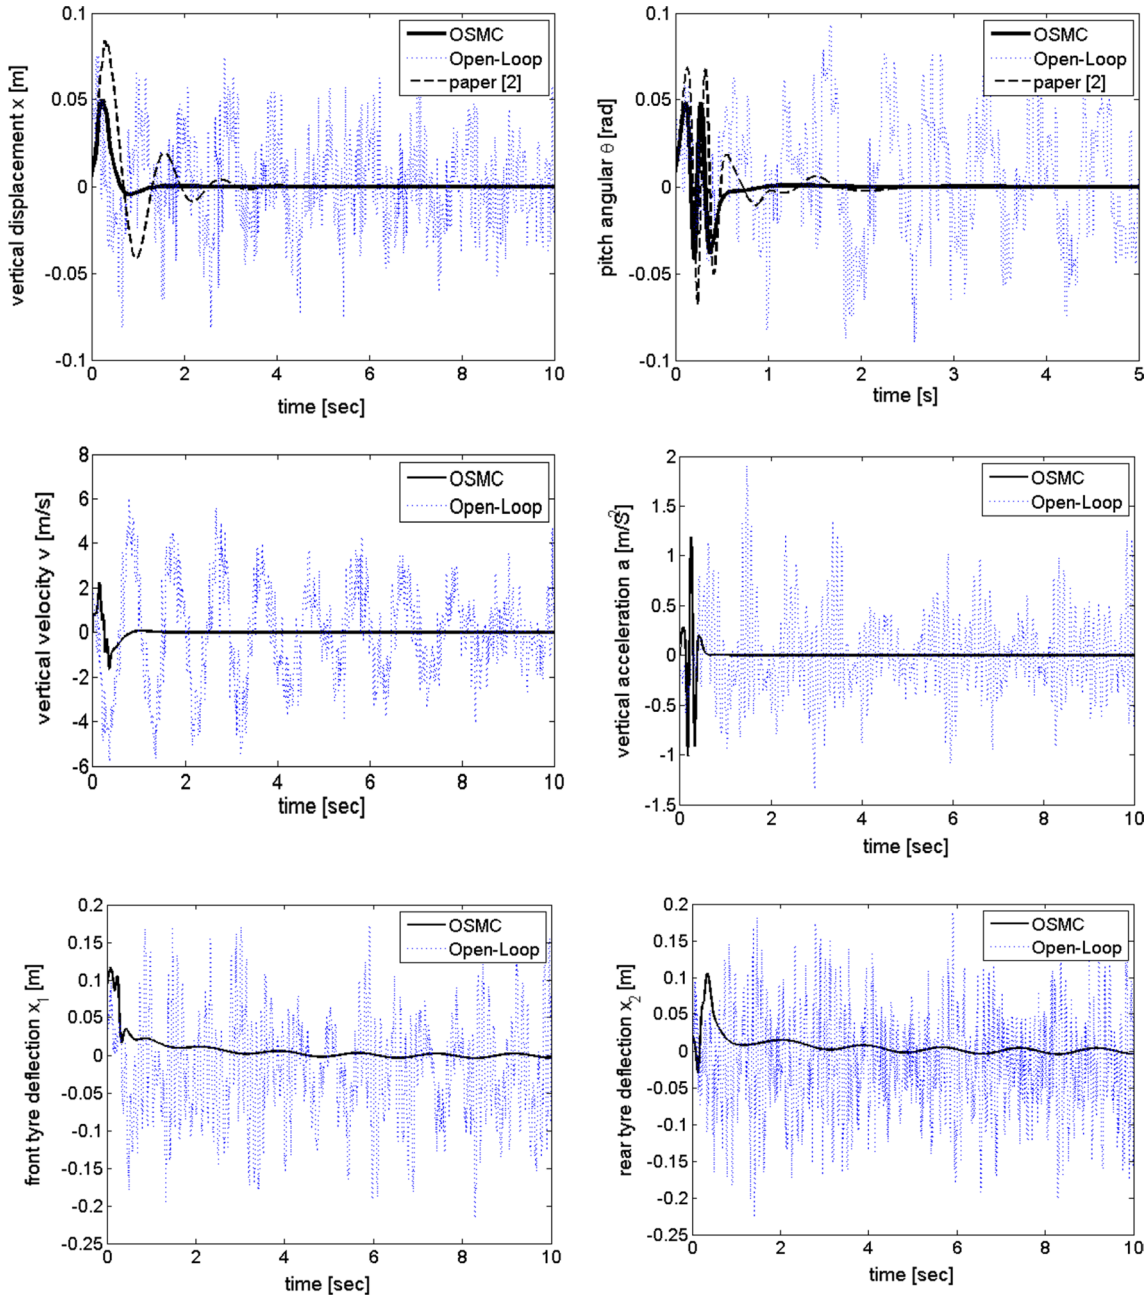 vertical displacement x [m]
0.1
0.05
0
-0.05
-0.1
OSMC
Open-Loop
paper [2]
0 2 4 6 8 10
time [sec]
pitch angular θ [rad]
0.1
0.05
0
-0.05
-0.1
OSMC
Open-Loop
paper [2]
0 1 2 3 4 5
time [s]
vertical velocity v [m/s]
8
6
4
2
0
-2
-4
-6
OSMC
Open-Loop
0 2 4 6 8 10
time [sec]
vertical acceleration a [m/S²]
2
1.5
1
0.5
0
-0.5
-1
-1.5
OSMC
Open-Loop
0 2 4 6 8 10
time [sec]
front tyre deflection x₁ [m]
0.2
0.15
0.1
0.05
0
-0.05
-0.1
-0.15
-0.2
-0.25
OSMC
Open-Loop
0 2 4 6 8 10
time [sec]
rear tyre deflection x₂ [m]
0.2
0.15
0.1
0.05
0
-0.05
-0.1
-0.15
-0.2
-0.25
OSMC
Open-Loop
0 2 4 6 8 10
time [sec]